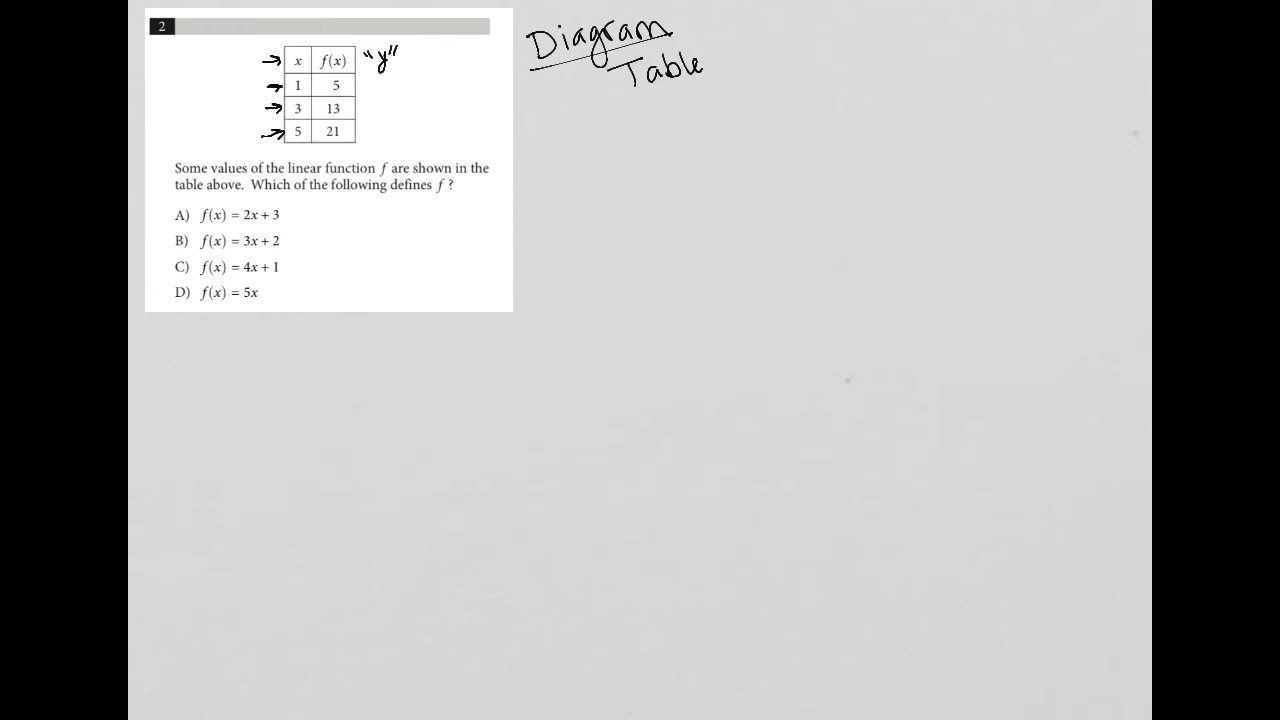 2
x f(x) "y"
1 5
3 13
5 21
Diagram
Table
Some values of the linear function f are shown in the
table above. Which of the following defines f ?
A) f(x) = 2x + 3
B) f(x) = 3x + 2
C) f(x) = 4x + 1
D) f(x) = 5x